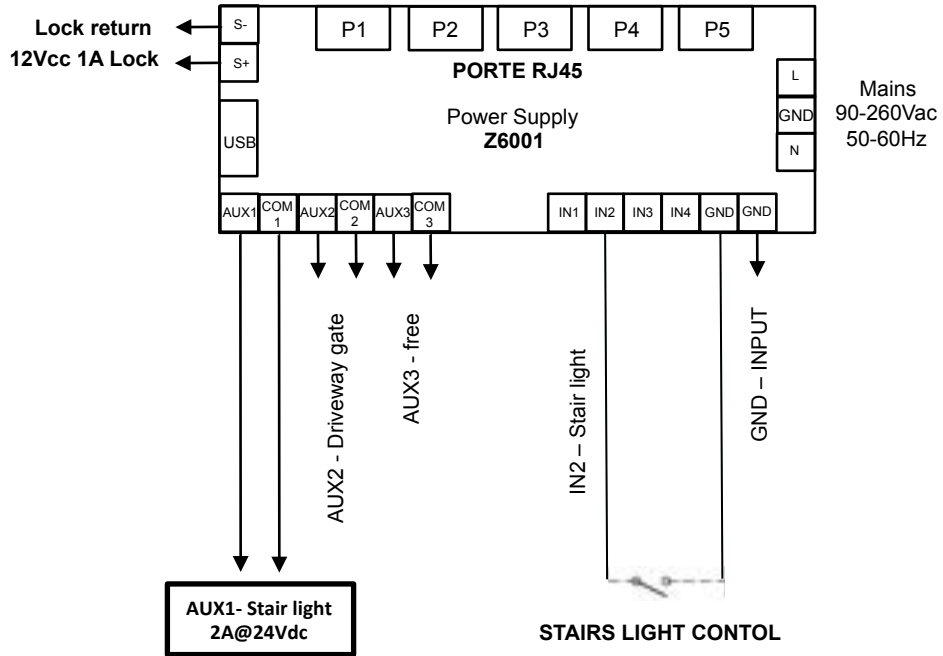 Lock return
12Vcc 1A Lock
S-
S+
USB
P1
P2
P3
P4
P5
PORTE RJ45
Power Supply
Z6001
L
GND
N
Mains
90-260Vac
50-60Hz
AUX1
COM
1
AUX2
COM
2
AUX3
COM
3
IN1
IN2
IN3
IN4
GND
GND
AUX2 - Driveway gate
AUX3 - free
IN2 – Stair light
GND – INPUT
AUX1- Stair light
2A@24Vdc
STAIRS LIGHT CONTOL